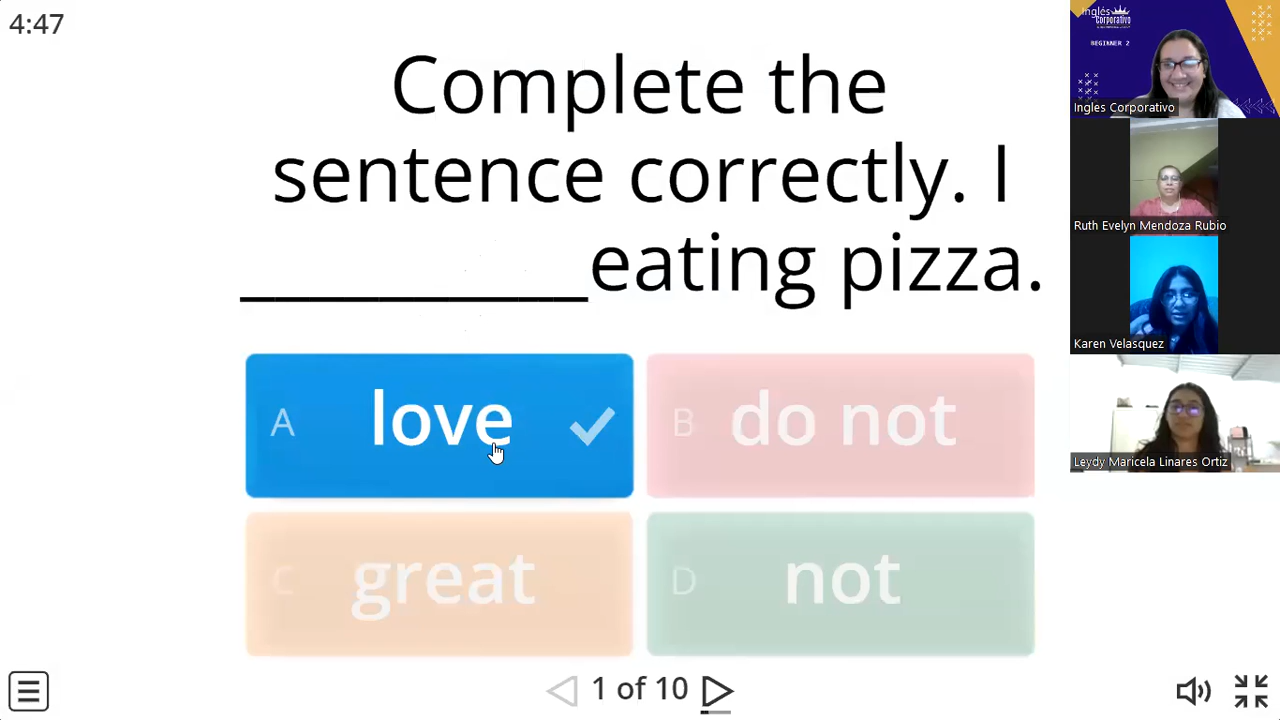 4:47
Complete the
sentence correctly. I
__________eating pizza.
A love
B do not
C great
D not
1 of 10
Inglés
Corporativo
BEGINNER 2
Ingles Corporativo
Ruth Evelyn Mendoza Rubio
Karen Velasquez
Leydy Maricela Linares Ortiz